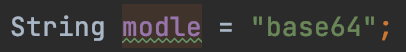 String modle = "base64";